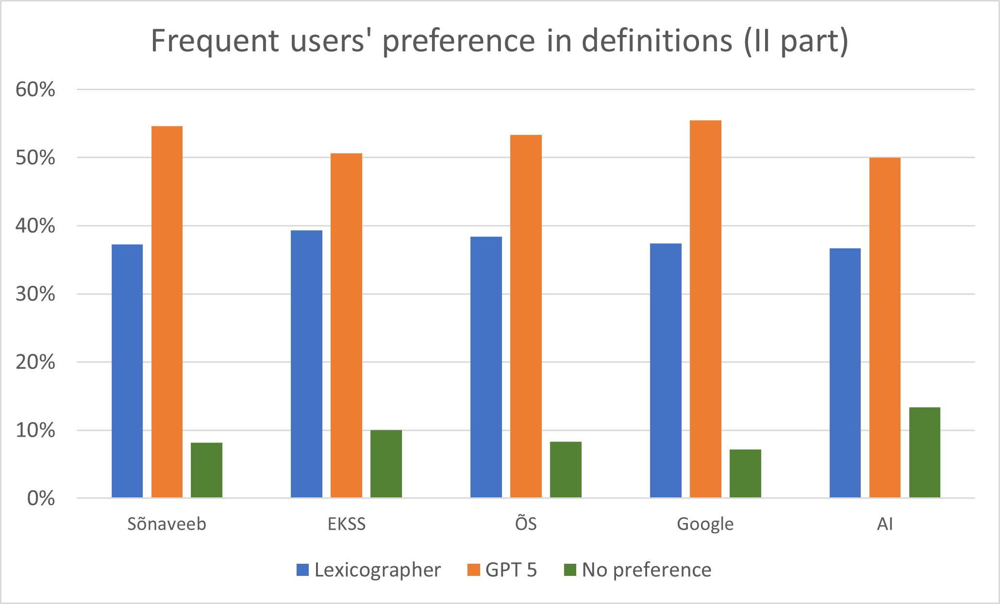 Frequent users' preference in definitions (II part)
60%
50%
40%
30%
20%
10%
0%
Sõnaveeb EKSS ÕS Google AI
Lexicographer GPT 5 No preference